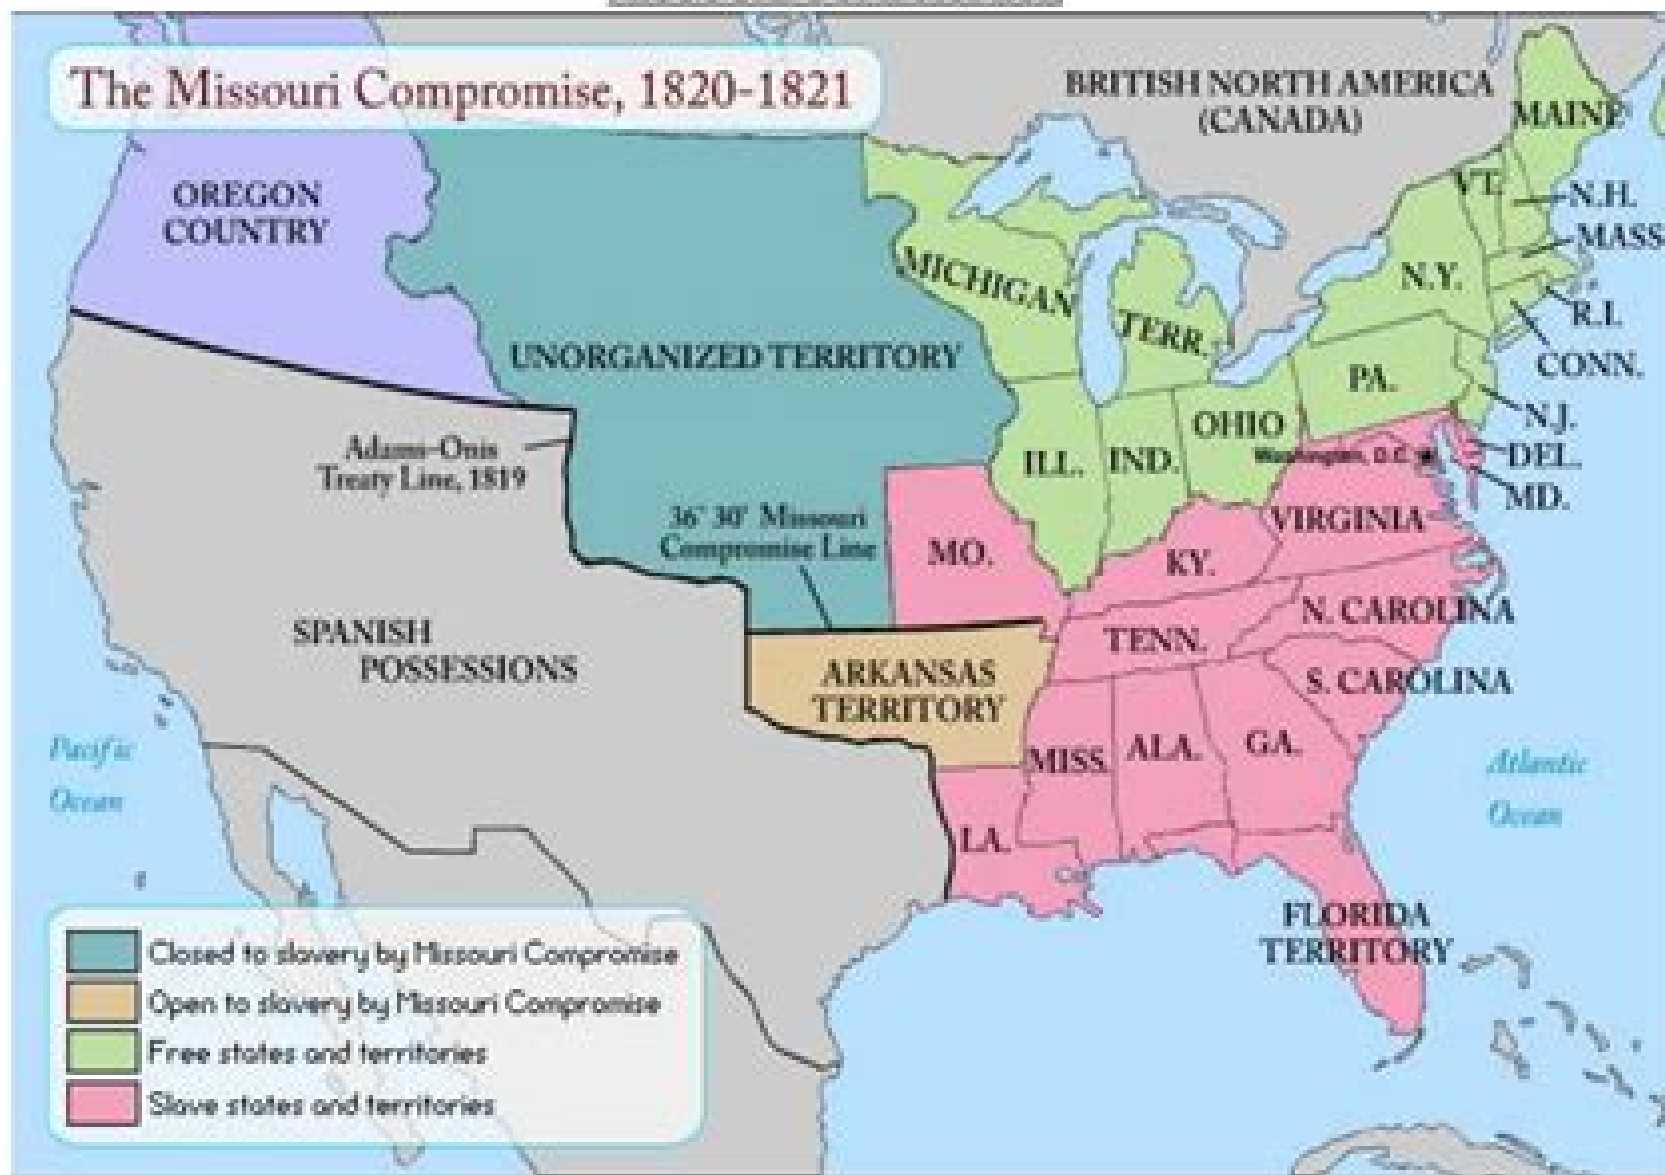 The Missouri Compromise, 1820-1821
BRITISH NORTH AMERICA
(CANADA)
MAINE
OREGON
COUNTRY
VT.
N.H.
MASS
N.Y.
MICHIGAN
TERR.
R.I.
CONN.
UNORGANIZED TERRITORY
PA.
N.J.
OHIO
Adams-Onis
Treaty Line, 1819
ILL.
IND.
Washington, D.C.
DEL.
MD.
36° 30' Missouri
Compromise Line
MO.
VIRGINIA
KY.
SPANISH
POSSESSIONS
N. CAROLINA
TENN.
ARKANSAS
TERRITORY
S. CAROLINA
Pacific
Ocean
MISS.
ALA.
GA.
Atlantic
Ocean
LA.
FLORIDA
TERRITORY
Closed to slavery by Missouri Compromise
Open to slavery by Missouri Compromise
Free states and territories
Slave states and territories